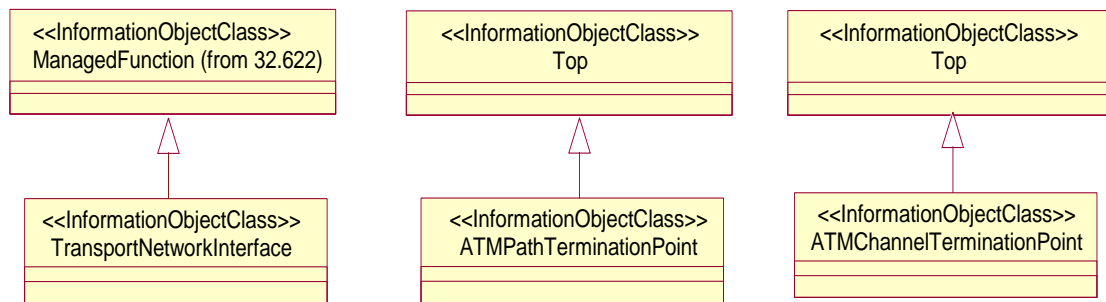 <<InformationObjectClass>>
ManagedFunction (from 32.622)
<<InformationObjectClass>>
Top
<<InformationObjectClass>>
Top
<<InformationObjectClass>>
TransportNetworkInterface
<<InformationObjectClass>>
ATMPathTerminationPoint
<<InformationObjectClass>>
ATMChannelTerminationPoint